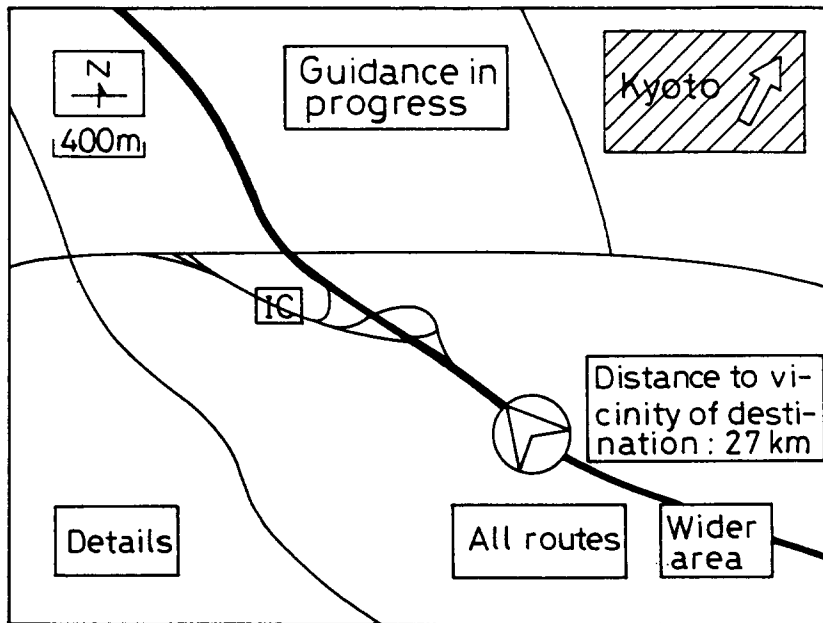 N
400m
Guidance in
progress
Kyoto
IC
Distance to vi-
cinity of desti-
nation : 27 km
Details
All routes
Wider
area